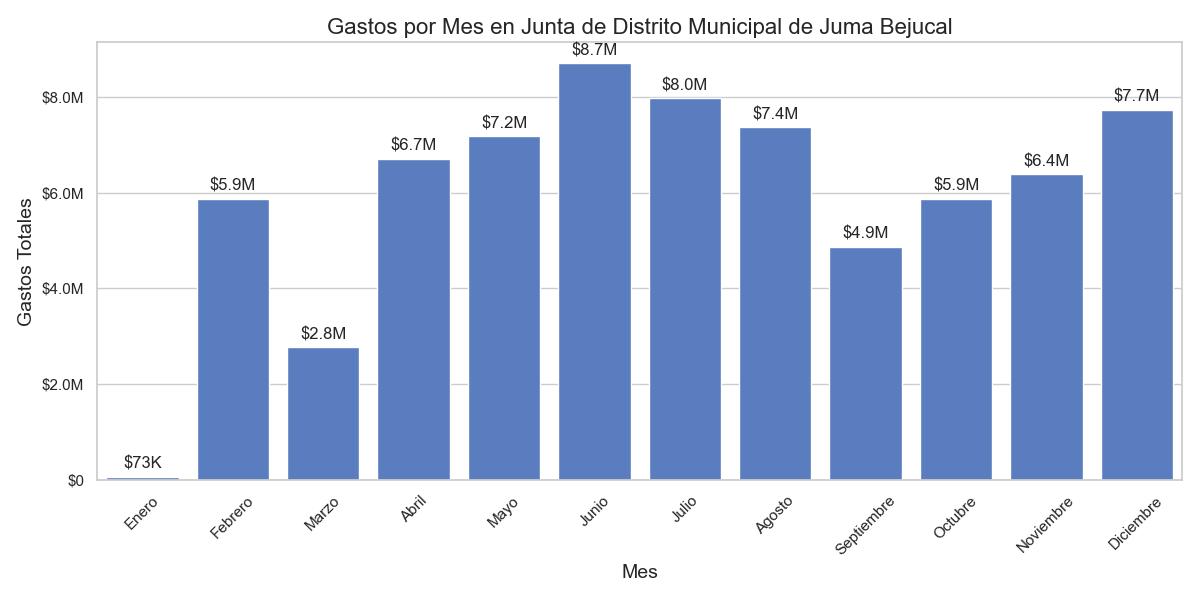 Gastos por Mes en Junta de Distrito Municipal de Juma Bejucal
Gastos Totales
$8.0M
$6.0M
$4.0M
$2.0M
$0
$73K
$5.9M
$2.8M
$6.7M
$7.2M
$8.7M
$8.0M
$7.4M
$4.9M
$5.9M
$6.4M
$7.7M
Enero
Febrero
Marzo
Abril
Mayo
Junio
Julio
Agosto
Septiembre
Octubre
Noviembre
Diciembre
Mes